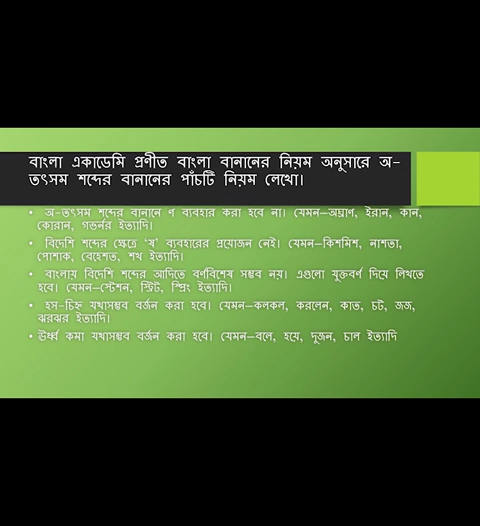 বাংলা একাডেমি প্রণীত বাংলা বানানের নিয়ম অনুসারে অ-
তৎসম শব্দের বানানের পাঁচটি নিয়ম লেখো।
• অ-তৎসম শব্দের বানানে ণ ব্যবহার করা হবে না। যেমন–অঘ্রাণ, ইরান, কান,
কোরান, গভর্নর ইত্যাদি।
• বিদেশি শব্দের ক্ষেত্রে ‘ষ’ ব্যবহারের প্রয়োজন নেই। যেমন–কিশমিশ, নাশতা,
পোশাক, বেহেশত, শখ ইত্যাদি।
• বাংলায় বিদেশি শব্দের আদিতে বর্ণবিশেষ সম্ভব নয়। এগুলো যুক্তবর্ণ দিয়ে লিখতে
হবে। যেমন–স্টেশন, স্ট্রিট, স্প্রিং ইত্যাদি।
• হস-চিহ্ন যথাসম্ভব বর্জন করা হবে। যেমন–কলকল, করলেন, কাত, চট, জজ,
ঝরঝর ইত্যাদি।
• ঊর্ধ্ব কমা যথাসম্ভব বর্জন করা হবে। যেমন–বলে, হয়ে, দুজন, চাল ইত্যাদি